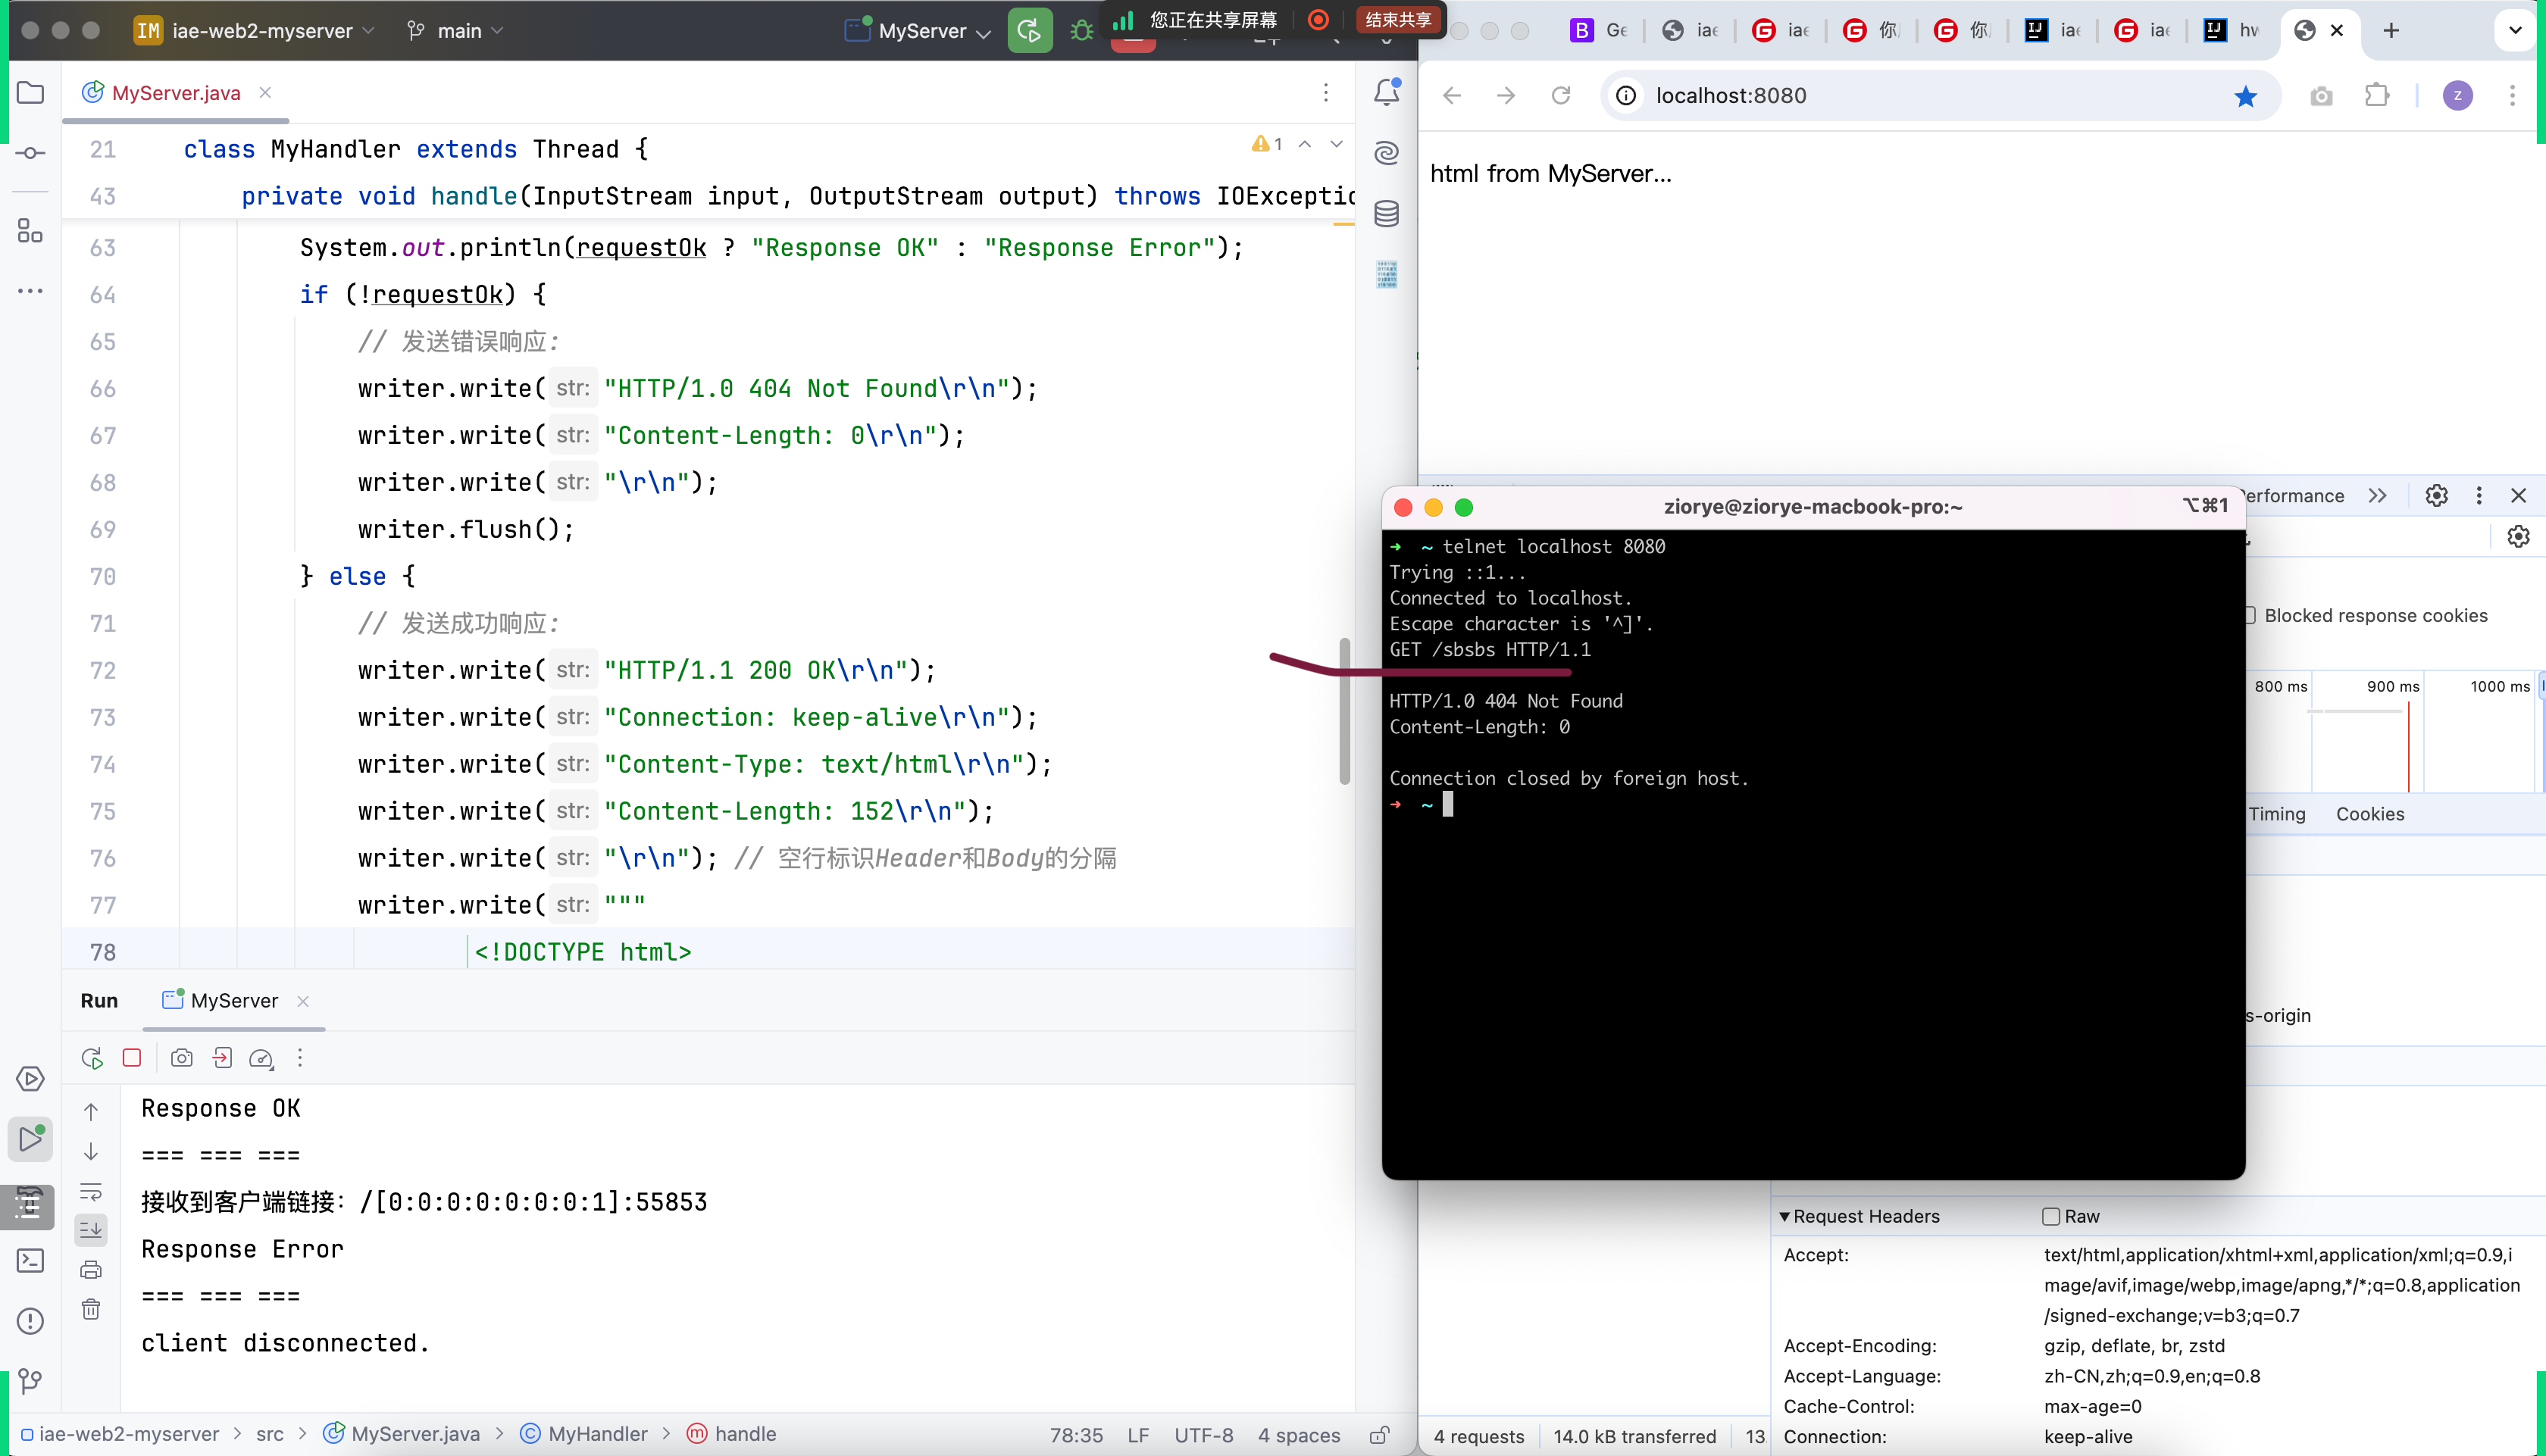 IM iae-web2-myserver main MyServer
您正在共享屏幕 结束共享
MyServer.java
21 class MyHandler extends Thread {
1
43 private void handle(InputStream input, OutputStream output) throws IOExceptio
63 System.out.println(requestOk ? "Response OK" : "Response Error");
64 if (!requestOk) {
65 // 发送错误响应:
66 writer.write( str: "HTTP/1.0 404 Not Found\r\n");
67 writer.write( str: "Content-Length: 0\r\n");
68 writer.write( str: "\r\n");
69 writer.flush();
70 } else {
71 // 发送成功响应:
72 writer.write( str: "HTTP/1.1 200 OK\r\n");
73 writer.write( str: "Connection: keep-alive\r\n");
74 writer.write( str: "Content-Type: text/html\r\n");
75 writer.write( str: "Content-Length: 152\r\n");
76 writer.write( str: "\r\n"); // 空行标识Header和Body的分隔
77 writer.write( str: """
78 <!DOCTYPE html>
Run MyServer
Response OK
=== === ===
接收到客户端链接: /[0:0:0:0:0:0:0:1]:55853
Response Error
=== === ===
client disconnected.
iae-web2-myserver > src > MyServer.java > MyHandler > handle
78:35 LF UTF-8 4 spaces
B Ge iae iae 你 你 iae iae hw
localhost:8080
z
html from MyServer...
erformance
Blocked response cookies
800 ms 900 ms 1000 ms
Timing Cookies
s-origin
ziorye@ziorye-macbook-pro:~ ⌥⌘1
➜ ~ telnet localhost 8080
Trying ::1...
Connected to localhost.
Escape character is '^]'.
GET /sbsbs HTTP/1.1
HTTP/1.0 404 Not Found
Content-Length: 0
Connection closed by foreign host.
➜ ~
Request Headers Raw
Accept: text/html,application/xhtml+xml,application/xml;q=0.9,i
mage/avif,image/webp,image/apng,*/*;q=0.8,application
/signed-exchange;v=b3;q=0.7
Accept-Encoding: gzip, deflate, br, zstd
Accept-Language: zh-CN,zh;q=0.9,en;q=0.8
Cache-Control: max-age=0
Connection: keep-alive
4 requests 14.0 kB transferred 13